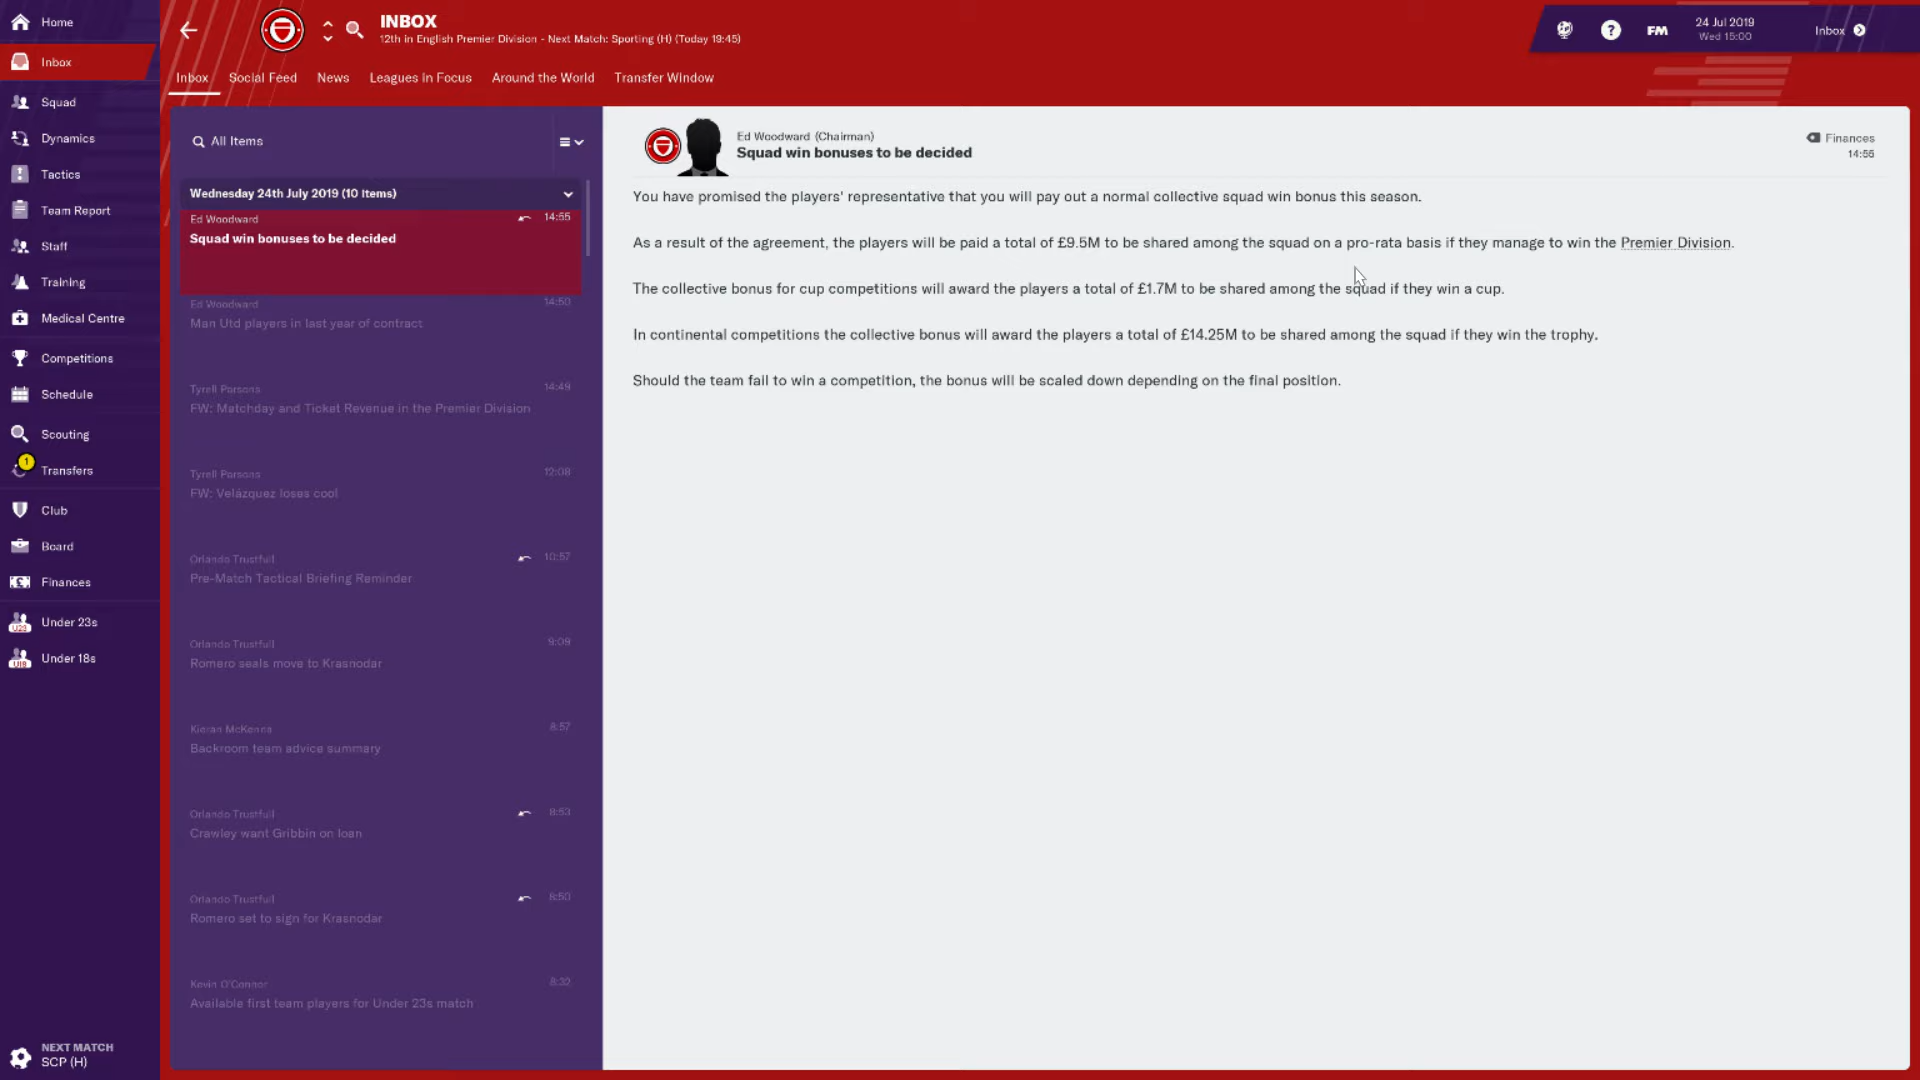 Home
Inbox
Squad
Dynamics
Tactics
Team Report
Staff
Training
Medical Centre
Competitions
Schedule
Scouting
1
Transfers
Club
Board
Finances
U23
Under 23s
U18
Under 18s
NEXT MATCH
SCP (H)
INBOX
12th in English Premier Division - Next Match: Sporting (H) (Today 19:45)
?
FM
24 Jul 2019
Wed 15:00
Inbox
Inbox Social Feed News Leagues In Focus Around the World Transfer Window
All Items
Wednesday 24th July 2019 (10 Items)
Ed Woodward 14:55
Squad win bonuses to be decided
Ed Woodward 14:50
Man Utd players in last year of contract
Tyrell Parsons 14:49
FW: Matchday and Ticket Revenue in the Premier Division
Tyrell Parsons 12:08
FW: Velázquez loses cool
Orlando Trustfull 10:57
Pre-Match Tactical Briefing Reminder
Orlando Trustfull 9:09
Romero seals move to Krasnodar
Kieran McKenna 8:57
Backroom team advice summary
Orlando Trustfull 8:53
Crawley want Gribbin on loan
Orlando Trustfull 8:50
Romero set to sign for Krasnodar
Kevin O'Connor 8:32
Available first team players for Under 23s match
Ed Woodward (Chairman)
Squad win bonuses to be decided
Finances
14:55
You have promised the players' representative that you will pay out a normal collective squad win bonus this season.
As a result of the agreement, the players will be paid a total of £9.5M to be shared among the squad on a pro-rata basis if they manage to win the Premier Division.
The collective bonus for cup competitions will award the players a total of £1.7M to be shared among the squad if they win a cup.
In continental competitions the collective bonus will award the players a total of £14.25M to be shared among the squad if they win the trophy.
Should the team fail to win a competition, the bonus will be scaled down depending on the final position.